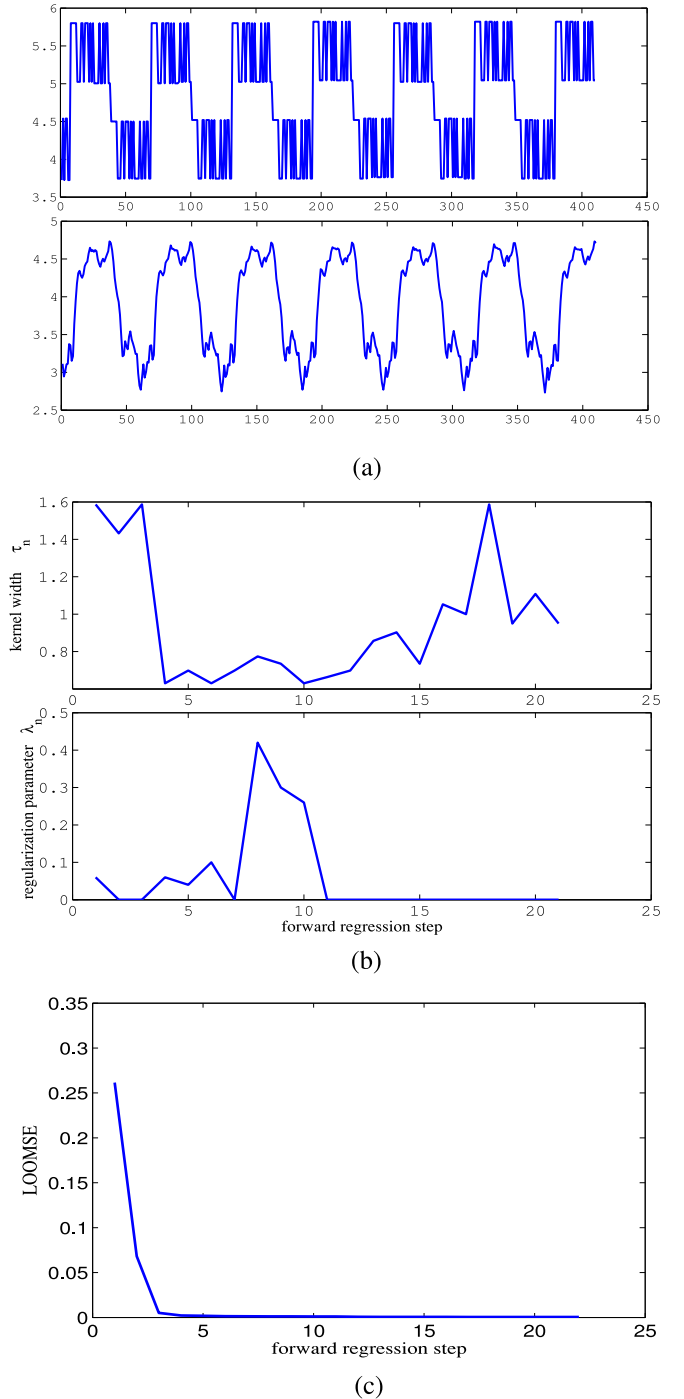 6
5.5
5
4.5
4
3.5
0 50 100 150 200 250 300 350 400 450
5
4.5
4
3.5
3
2.5
0 50 100 150 200 250 300 350 400 450
(a)
kernel width τn
1.6
1.4
1.2
1
0.8
0 5 10 15 20 25
regularization parameter λn
0.5
0.4
0.3
0.2
0.1
0
0 5 10 15 20 25
forward regression step
(b)
LOOMSE
0.35
0.3
0.25
0.2
0.15
0.1
0.05
0
0 5 10 15 20 25
forward regression step
(c)